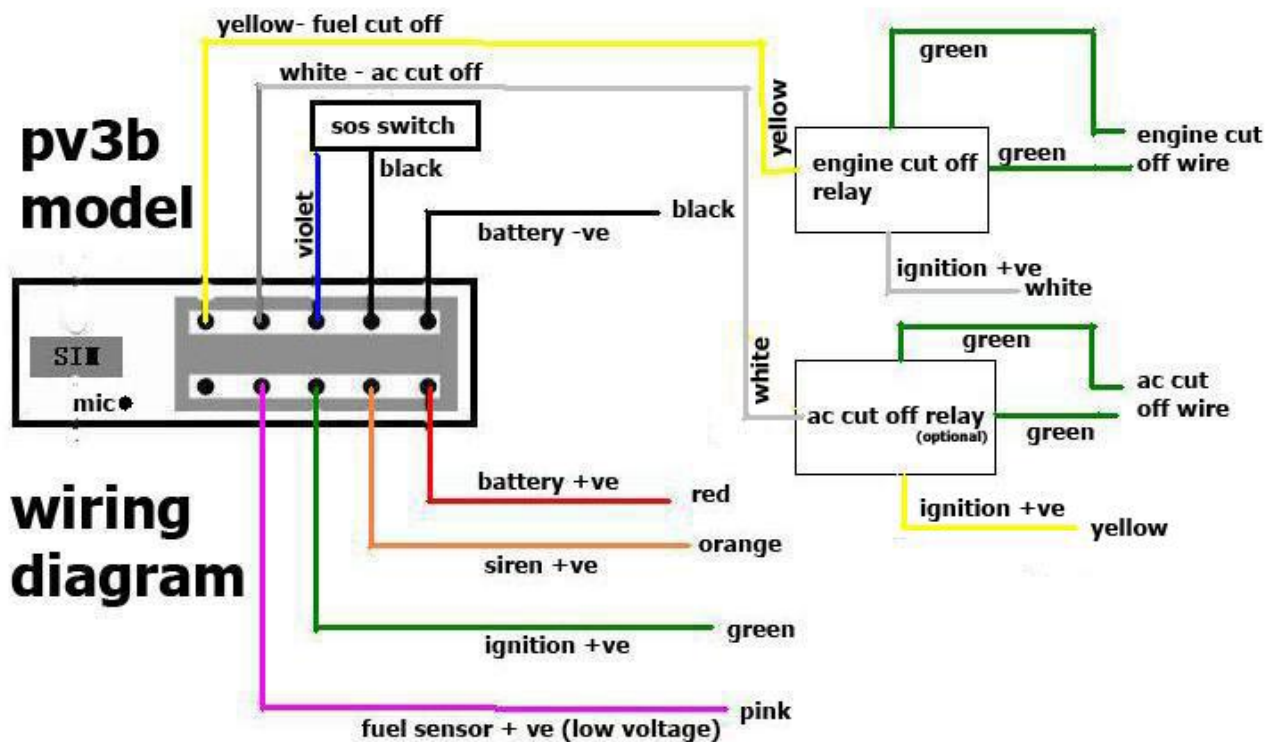 yellow- fuel cut off
white - ac cut off
sos switch
black
violet
pv3b
model
battery -ve
black
SIM
mic
wiring
diagram
battery +ve
red
siren +ve
orange
ignition +ve
green
fuel sensor + ve (low voltage)
pink
yellow
engine cut off
relay
green
green
engine cut
off wire
ignition +ve
white
white
ac cut off relay
(optional)
green
green
ac cut
off wire
ignition +ve
yellow